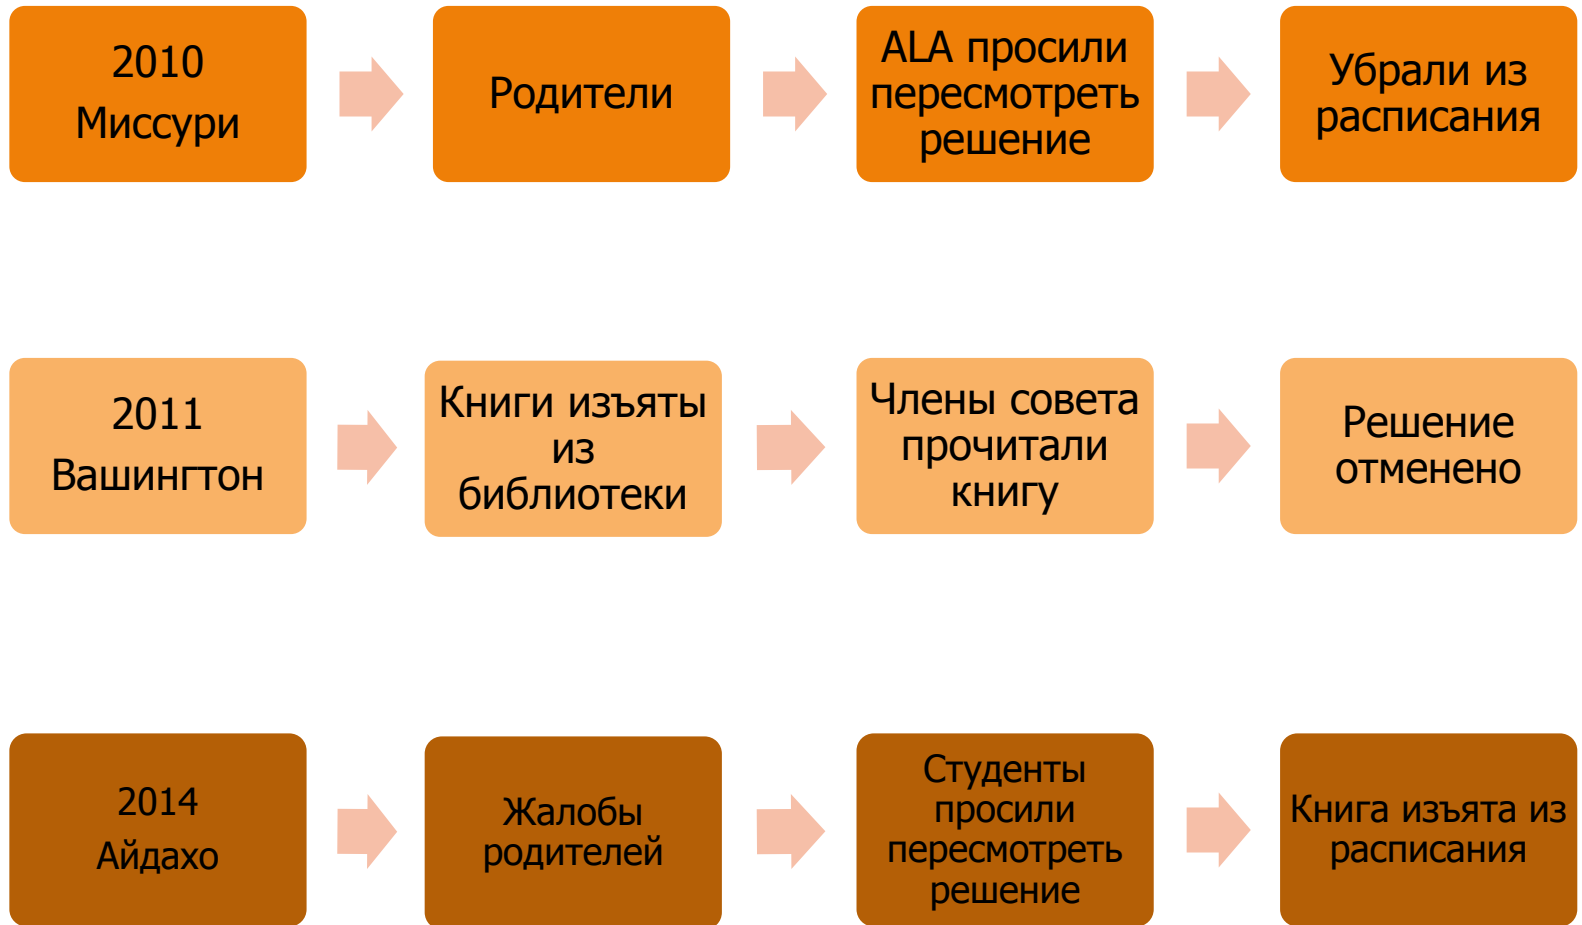 2010
Миссури
Родители
ALA просили
пересмотреть
решение
Убрали из
расписания
2011
Вашингтон
Книги изъяты
из
библиотеки
Члены совета
прочитали
книгу
Решение
отменено
2014
Айдахо
Жалобы
родителей
Студенты
просили
пересмотреть
решение
Книга изъята из
расписания